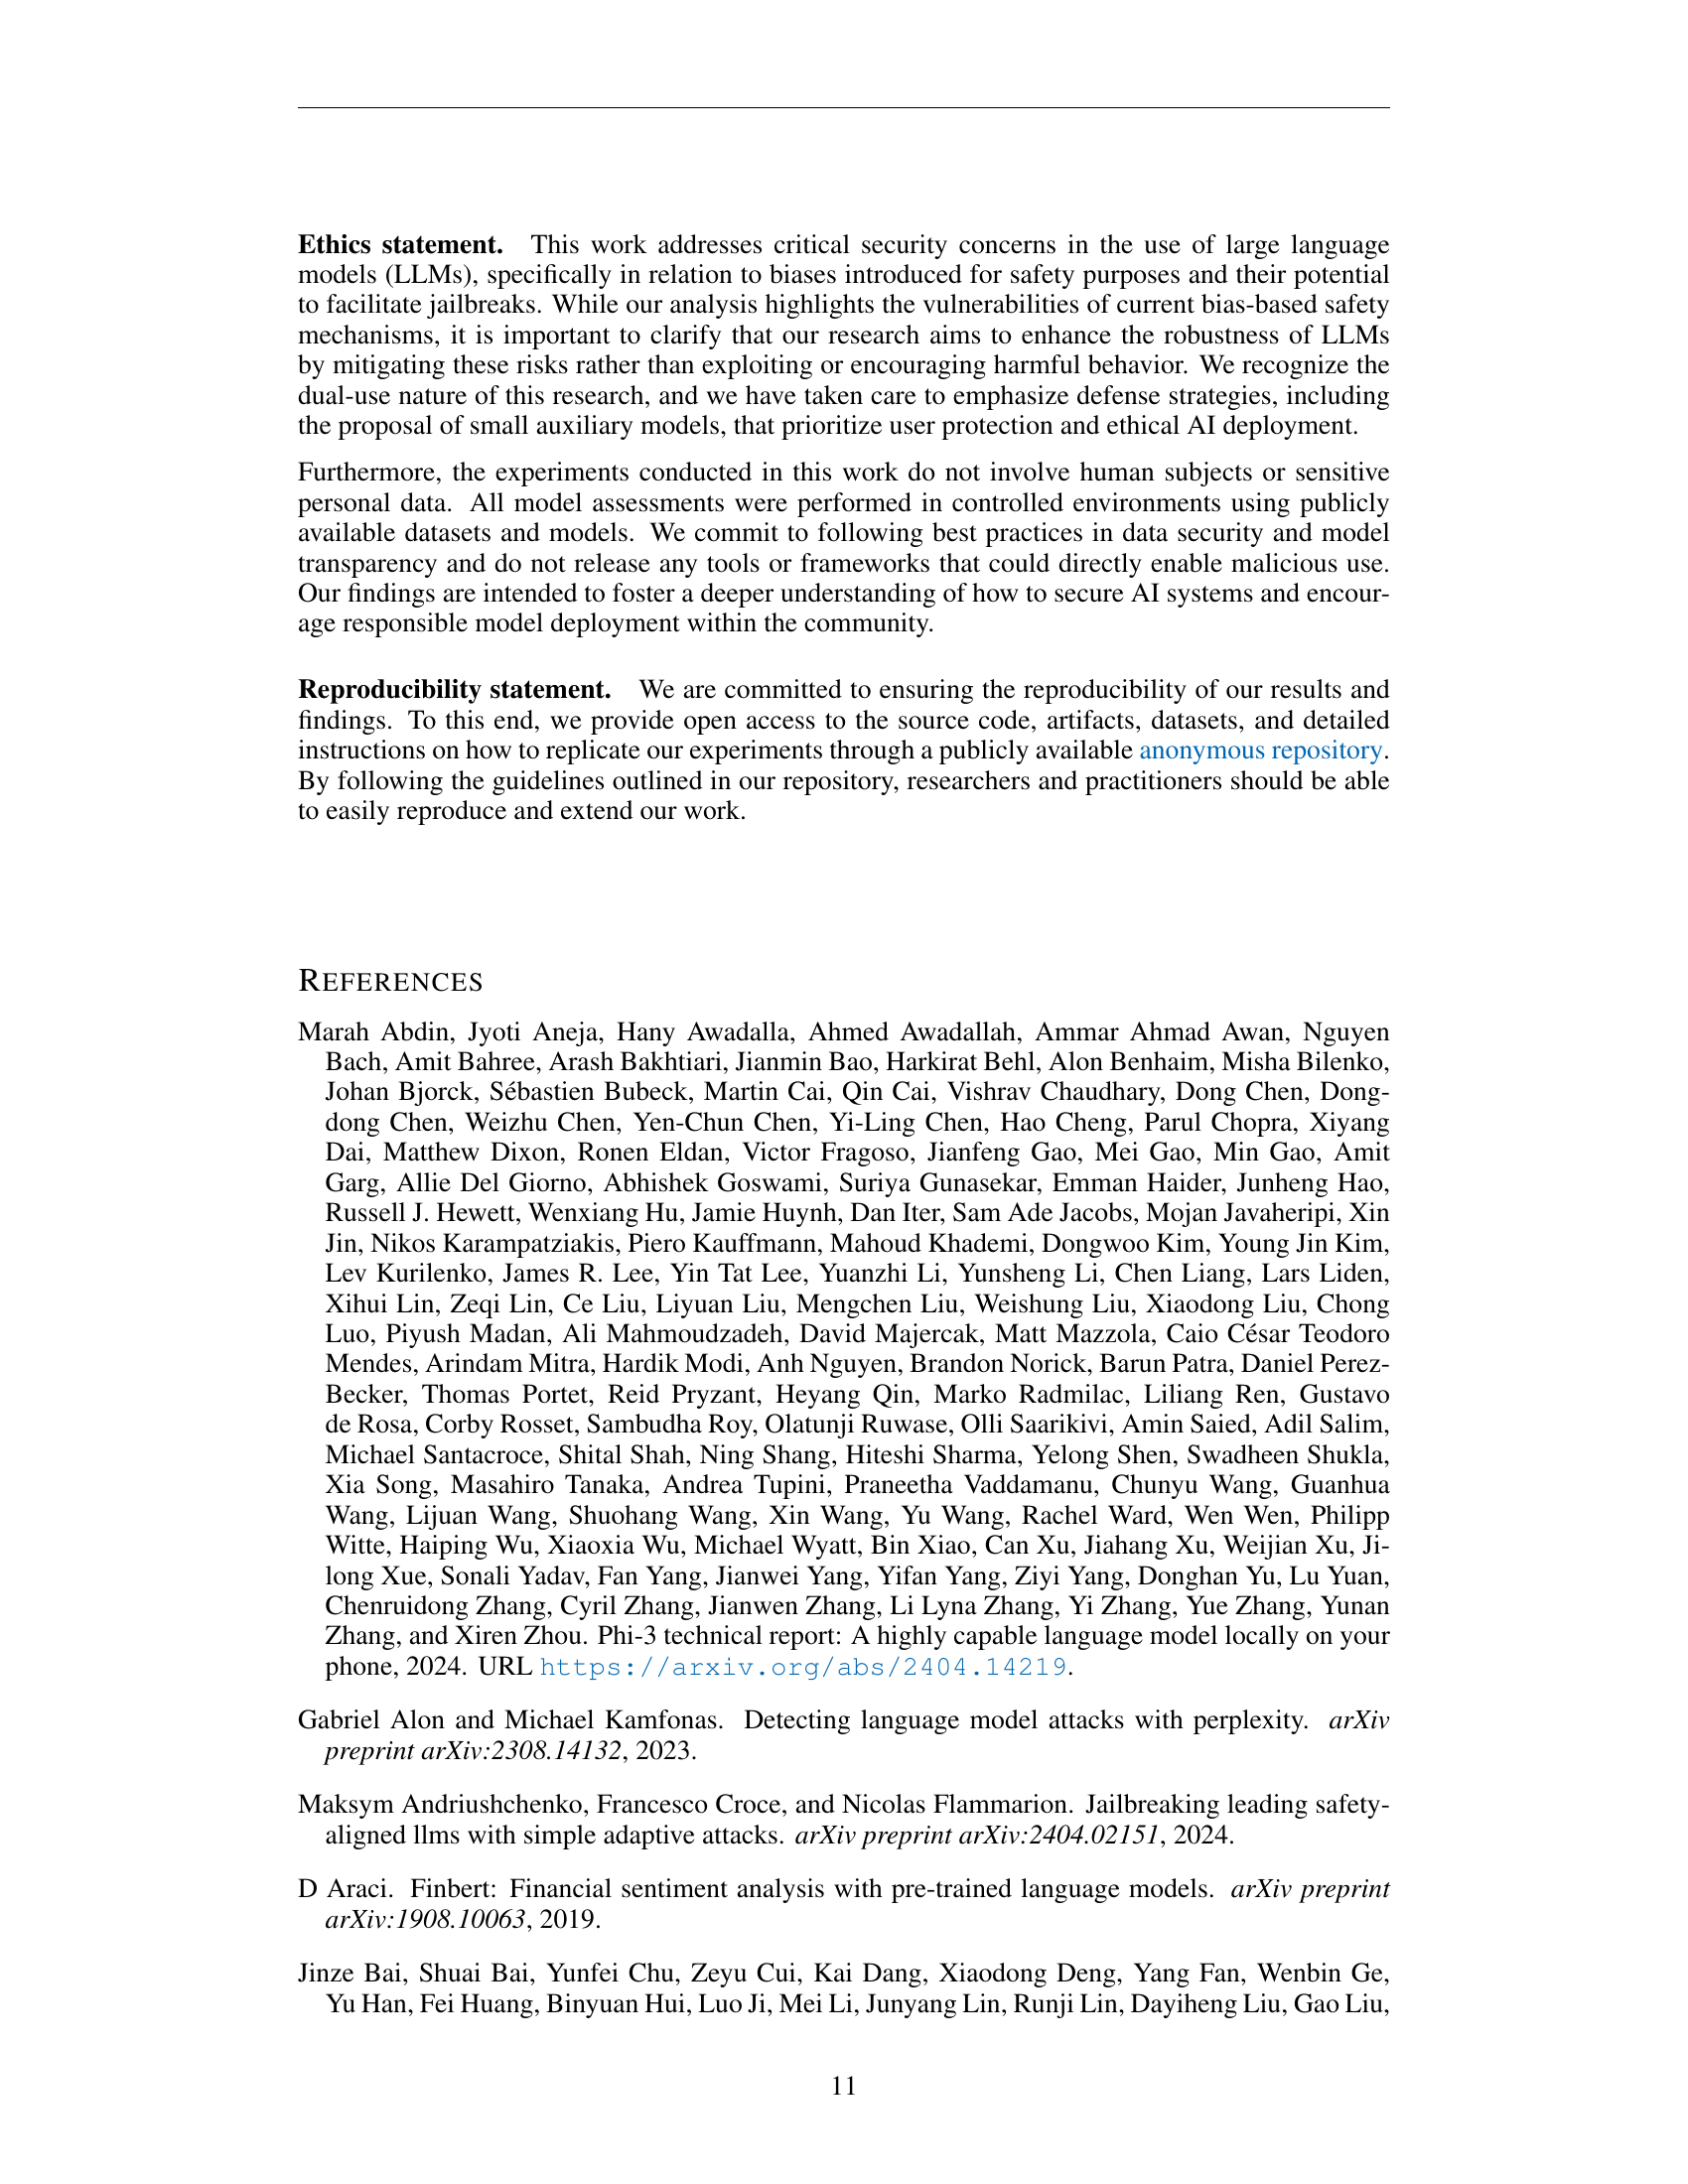 Ethics statement. This work addresses critical security concerns in the use of large language
models (LLMs), specifically in relation to biases introduced for safety purposes and their potential
to facilitate jailbreaks. While our analysis highlights the vulnerabilities of current bias-based safety
mechanisms, it is important to clarify that our research aims to enhance the robustness of LLMs
by mitigating these risks rather than exploiting or encouraging harmful behavior. We recognize the
dual-use nature of this research, and we have taken care to emphasize defense strategies, including
the proposal of small auxiliary models, that prioritize user protection and ethical AI deployment.
Furthermore, the experiments conducted in this work do not involve human subjects or sensitive
personal data. All model assessments were performed in controlled environments using publicly
available datasets and models. We commit to following best practices in data security and model
transparency and do not release any tools or frameworks that could directly enable malicious use.
Our findings are intended to foster a deeper understanding of how to secure AI systems and encour-
age responsible model deployment within the community.
Reproducibility statement. We are committed to ensuring the reproducibility of our results and
findings. To this end, we provide open access to the source code, artifacts, datasets, and detailed
instructions on how to replicate our experiments through a publicly available anonymous repository.
By following the guidelines outlined in our repository, researchers and practitioners should be able
to easily reproduce and extend our work.
REFERENCES
Marah Abdin, Jyoti Aneja, Hany Awadalla, Ahmed Awadallah, Ammar Ahmad Awan, Nguyen
Bach, Amit Bahree, Arash Bakhtiari, Jianmin Bao, Harkirat Behl, Alon Benhaim, Misha Bilenko,
Johan Bjorck, Sébastien Bubeck, Martin Cai, Qin Cai, Vishrav Chaudhary, Dong Chen, Dong-
dong Chen, Weizhu Chen, Yen-Chun Chen, Yi-Ling Chen, Hao Cheng, Parul Chopra, Xiyang
Dai, Matthew Dixon, Ronen Eldan, Victor Fragoso, Jianfeng Gao, Mei Gao, Min Gao, Amit
Garg, Allie Del Giorno, Abhishek Goswami, Suriya Gunasekar, Emman Haider, Junheng Hao,
Russell J. Hewett, Wenxiang Hu, Jamie Huynh, Dan Iter, Sam Ade Jacobs, Mojan Javaheripi, Xin
Jin, Nikos Karampatziakis, Piero Kauffmann, Mahoud Khademi, Dongwoo Kim, Young Jin Kim,
Lev Kurilenko, James R. Lee, Yin Tat Lee, Yuanzhi Li, Yunsheng Li, Chen Liang, Lars Liden,
Xihui Lin, Zeqi Lin, Ce Liu, Liyuan Liu, Mengchen Liu, Weishung Liu, Xiaodong Liu, Chong
Luo, Piyush Madan, Ali Mahmoudzadeh, David Majercak, Matt Mazzola, Caio César Teodoro
Mendes, Arindam Mitra, Hardik Modi, Anh Nguyen, Brandon Norick, Barun Patra, Daniel Perez-
Becker, Thomas Portet, Reid Pryzant, Heyang Qin, Marko Radmilac, Liliang Ren, Gustavo
de Rosa, Corby Rosset, Sambudha Roy, Olatunji Ruwase, Olli Saarikivi, Amin Saied, Adil Salim,
Michael Santacroce, Shital Shah, Ning Shang, Hiteshi Sharma, Yelong Shen, Swadheen Shukla,
Xia Song, Masahiro Tanaka, Andrea Tupini, Praneetha Vaddamanu, Chunyu Wang, Guanhua
Wang, Lijuan Wang, Shuohang Wang, Xin Wang, Yu Wang, Rachel Ward, Wen Wen, Philipp
Witte, Haiping Wu, Xiaoxia Wu, Michael Wyatt, Bin Xiao, Can Xu, Jiahang Xu, Weijian Xu, Ji-
long Xue, Sonali Yadav, Fan Yang, Jianwei Yang, Yifan Yang, Ziyi Yang, Donghan Yu, Lu Yuan,
Chenruidong Zhang, Cyril Zhang, Jianwen Zhang, Li Lyna Zhang, Yi Zhang, Yue Zhang, Yunan
Zhang, and Xiren Zhou. Phi-3 technical report: A highly capable language model locally on your
phone, 2024. URL https://arxiv.org/abs/2404.14219.
Gabriel Alon and Michael Kamfonas. Detecting language model attacks with perplexity. arXiv
preprint arXiv:2308.14132, 2023.
Maksym Andriushchenko, Francesco Croce, and Nicolas Flammarion. Jailbreaking leading safety-
aligned llms with simple adaptive attacks. arXiv preprint arXiv:2404.02151, 2024.
D Araci. Finbert: Financial sentiment analysis with pre-trained language models. arXiv preprint
arXiv:1908.10063, 2019.
Jinze Bai, Shuai Bai, Yunfei Chu, Zeyu Cui, Kai Dang, Xiaodong Deng, Yang Fan, Wenbin Ge,
Yu Han, Fei Huang, Binyuan Hui, Luo Ji, Mei Li, Junyang Lin, Runji Lin, Dayiheng Liu, Gao Liu,
11